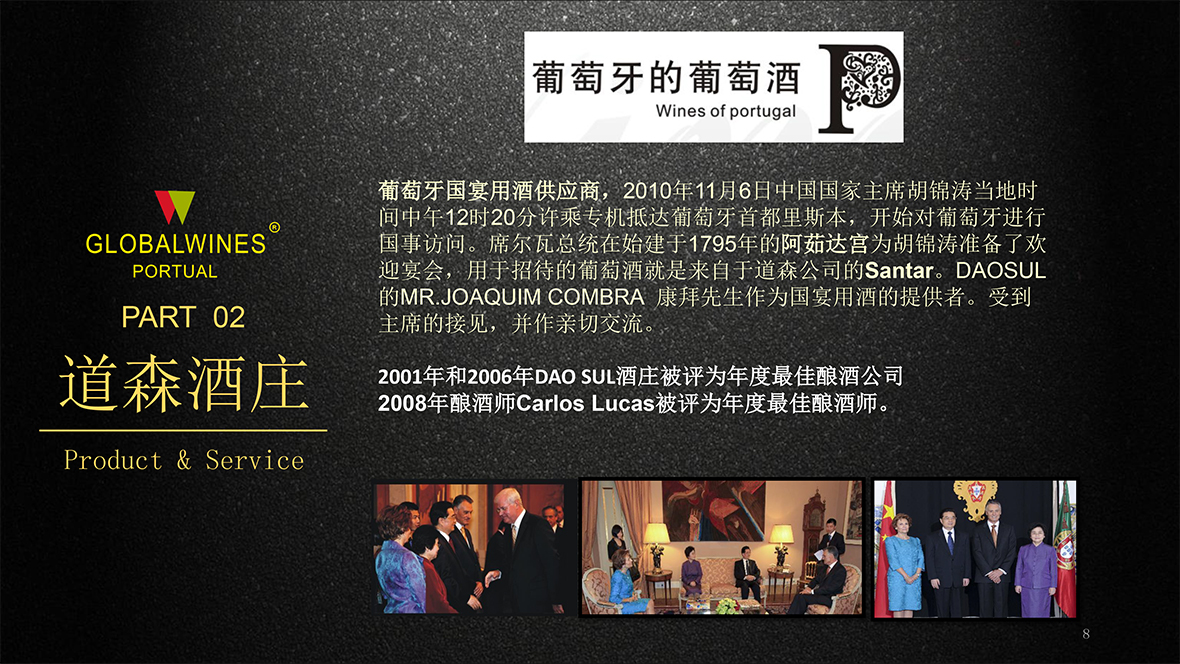 葡萄牙的葡萄酒
Wines of portugal
P
GLOBALWINES®
PORTUAL
PART 02
道森酒庄
Product & Service
葡萄牙国宴用酒供应商，2010年11月6日中国国家主席胡锦涛当地时
间中午12时20分许乘专机抵达葡萄牙首都里斯本，开始对葡萄牙进行
国事访问。席尔瓦总统在始建于1795年的阿茹达宫为胡锦涛准备了欢
迎宴会，用于招待的葡萄酒就是来自于道森公司的Santar。DAOSUL
的MR.JOAQUIM COMBRA 康拜先生作为国宴用酒的提供者。受到
主席的接见，并作亲切交流。
2001年和2006年DAO SUL酒庄被评为年度最佳酿酒公司
2008年酿酒师Carlos Lucas被评为年度最佳酿酒师。
8